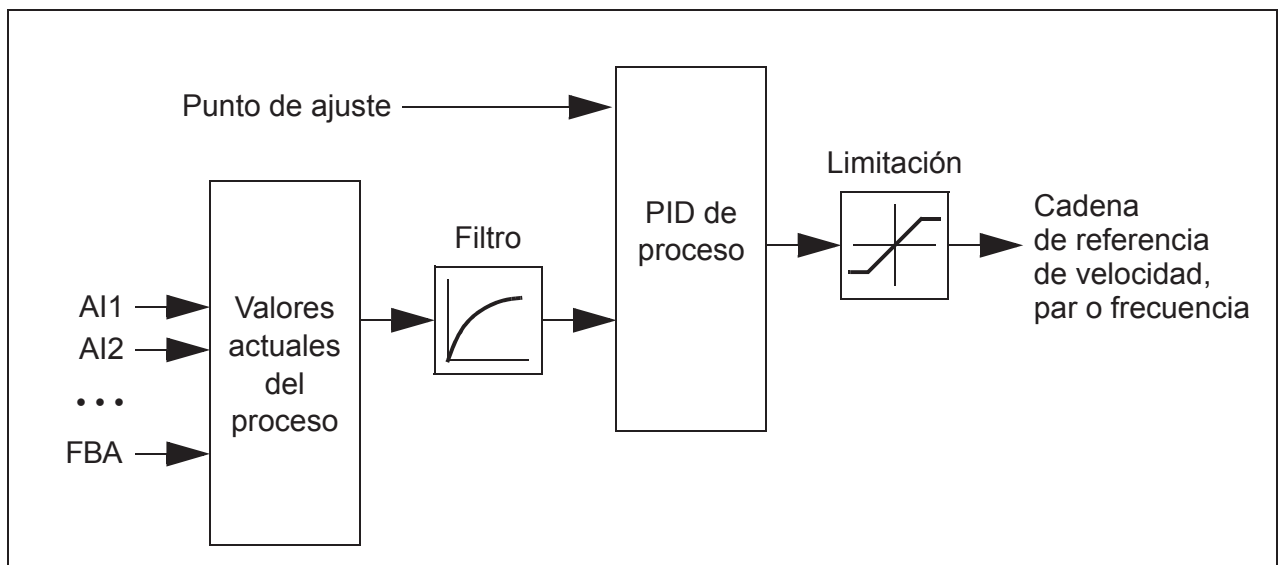 Punto de ajuste
Limitación
PID de
proceso
Cadena
de referencia
de velocidad,
par o frecuencia
Filtro
AI1
AI2
• • •
FBA
Valores
actuales
del
proceso